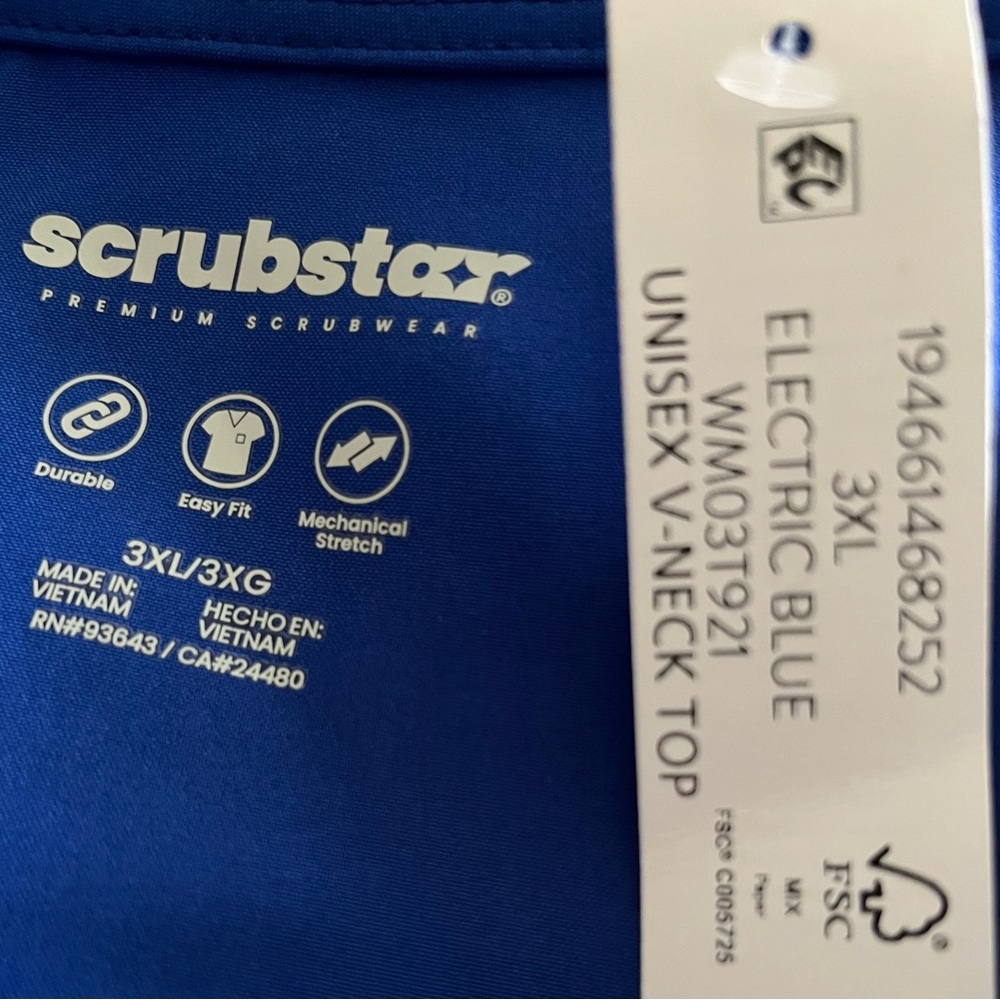 scrubstar®
PREMIUM SCRUBWEAR
Durable
Easy Fit
Mechanical
Stretch
3XL/3XG
MADE IN:
VIETNAM
HECHO EN:
VIETNAM
RN#93643 / CA#24480
194661468252
3XL
ELECTRIC BLUE
WM03T921
UNISEX V-NECK TOP
FSC
MIX
Paper
FSC® C005725